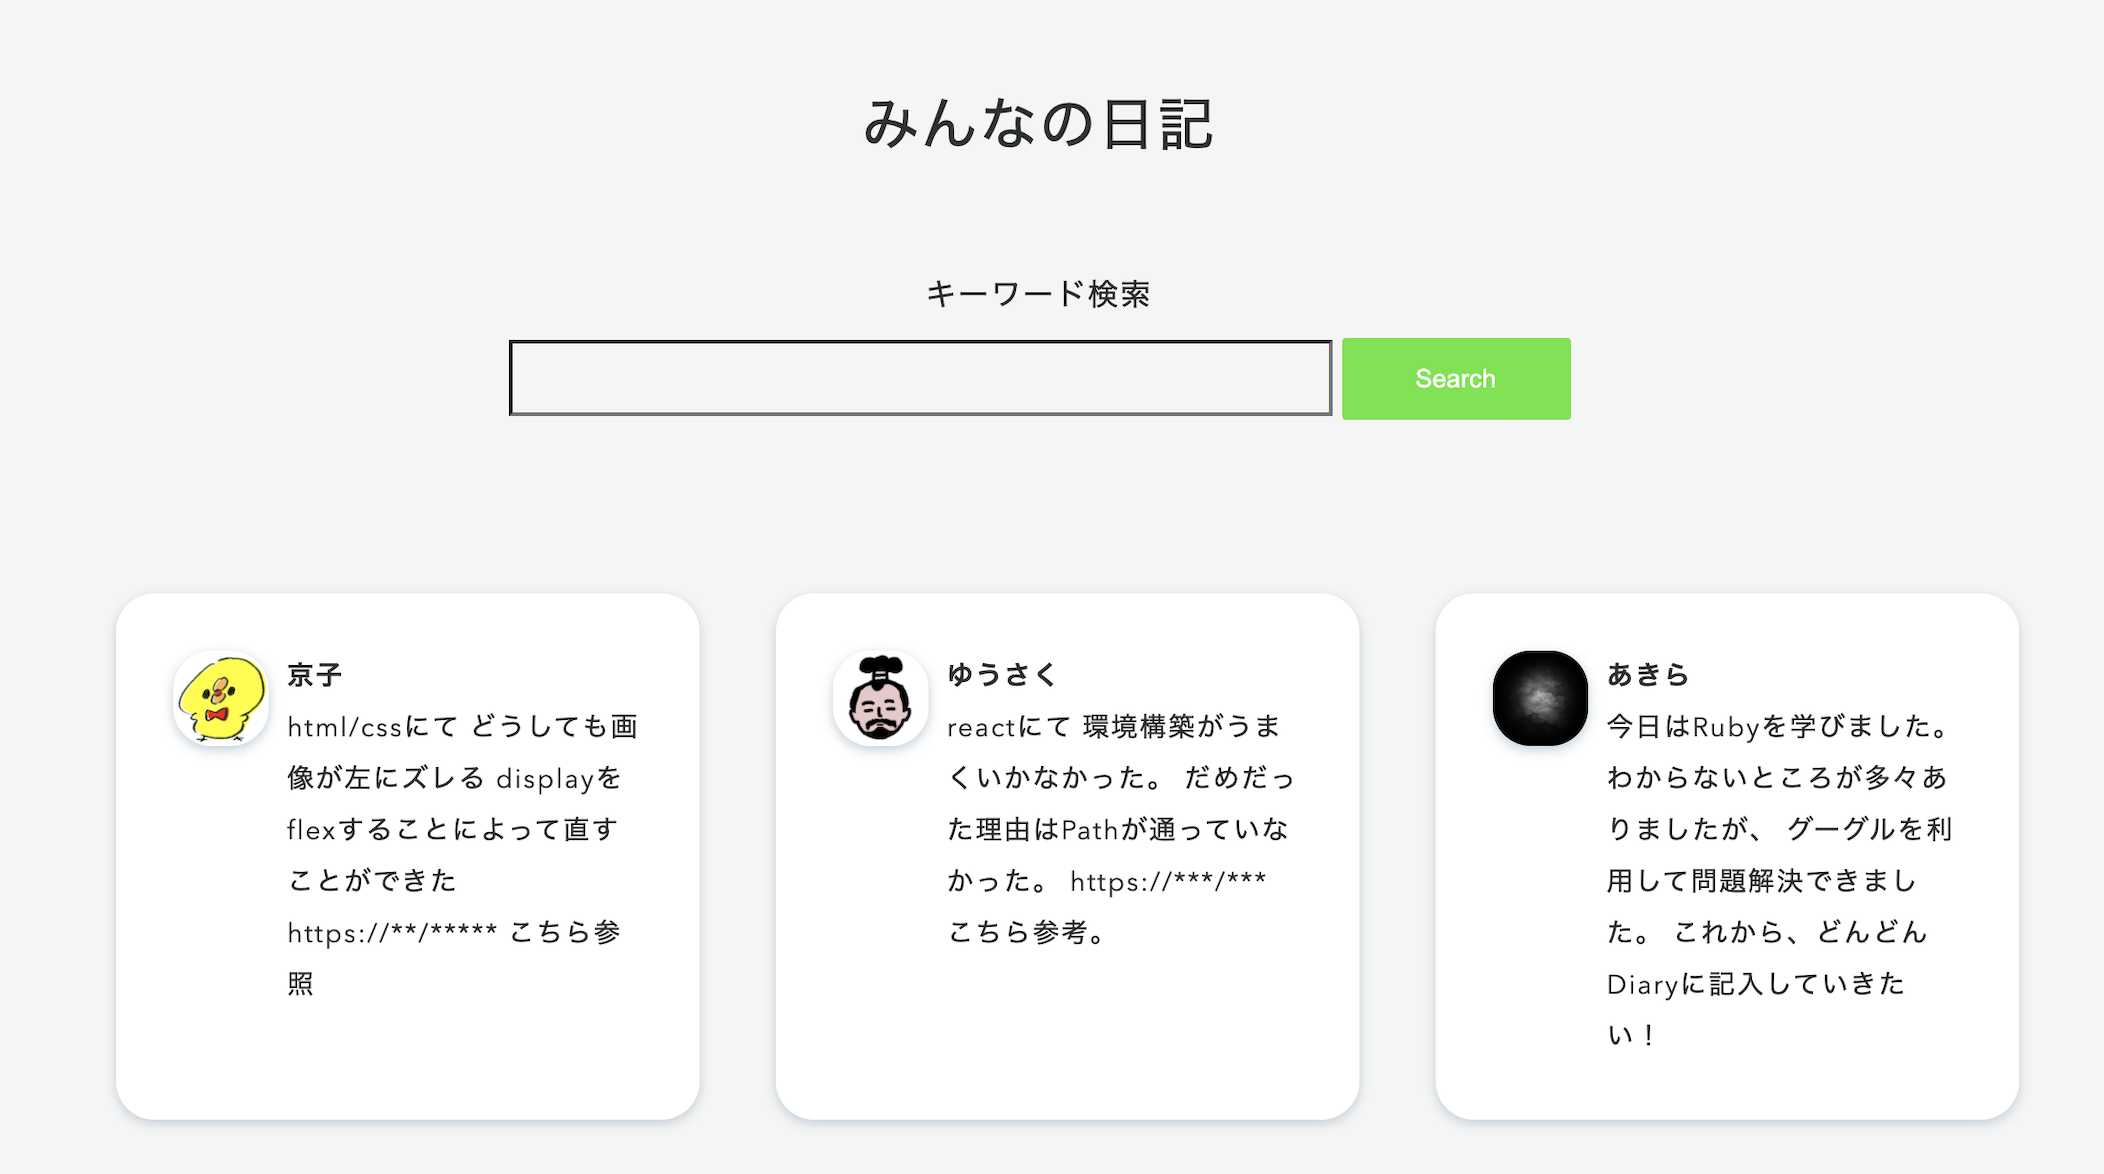 みんなの日記
キーワード検索
Search
京子
html/cssにて どうしても画
像が左にズレる displayを
flexすることによって直す
ことができた
https://**/***** こちら参
照
ゆうさく
reactにて 環境構築がうま
くいかなかった。 だめだっ
た理由はPathが通っていな
かった。 https://***/***
こちら参考。
あきら
今日はRubyを学びました。
わからないところが多々あ
りましたが、 グーグルを利
用して問題解決できまし
た。 これから、どんどん
Diaryに記入していきた
い！